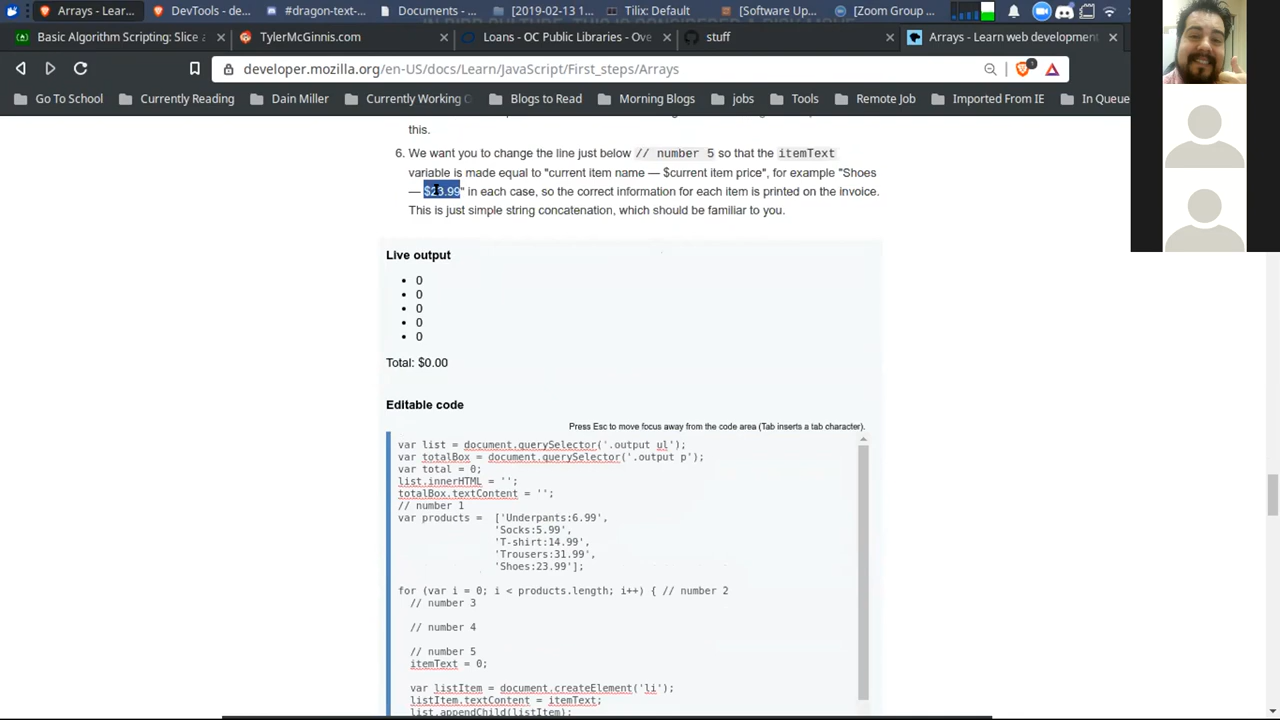 DevTools - de...
#dragon-text...
Documents - ...
[2019-02-13 1...
Tilix: Default
[Software Up...
[Zoom Group ...
Basic Algorithm Scripting: Slice a
TylerMcGinnis.com
Loans - OC Public Libraries - Ove
stuff
Arrays - Learn web development
developer.mozilla.org/en-US/docs/Learn/JavaScript/First_steps/Arrays
1
Go To School
Currently Reading
Dain Miller
Currently Working O
Blogs to Read
Morning Blogs
jobs
Tools
Remote Job
Imported From IE
In Queue
this.
6. We want you to change the line just below // number 5 so that the itemText
variable is made equal to "current item name — $current item price", for example "Shoes
— $23.99" in each case, so the correct information for each item is printed on the invoice.
This is just simple string concatenation, which should be familiar to you.
Live output
0
0
0
0
0
Total: $0.00
Editable code
Press Esc to move focus away from the code area (Tab inserts a tab character).
var list = document.querySelector('.output ul');
var totalBox = document.querySelector('.output p');
var total = 0;
list.innerHTML = '';
totalBox.textContent = '';
// number 1
var products = ['Underpants:6.99',
'Socks:5.99',
'T-shirt:14.99',
'Trousers:31.99',
'Shoes:23.99'];
for (var i = 0; i < products.length; i++) { // number 2
// number 3
// number 4
// number 5
itemText = 0;
var listItem = document.createElement('li');
listItem.textContent = itemText;
list.appendChild(listItem);